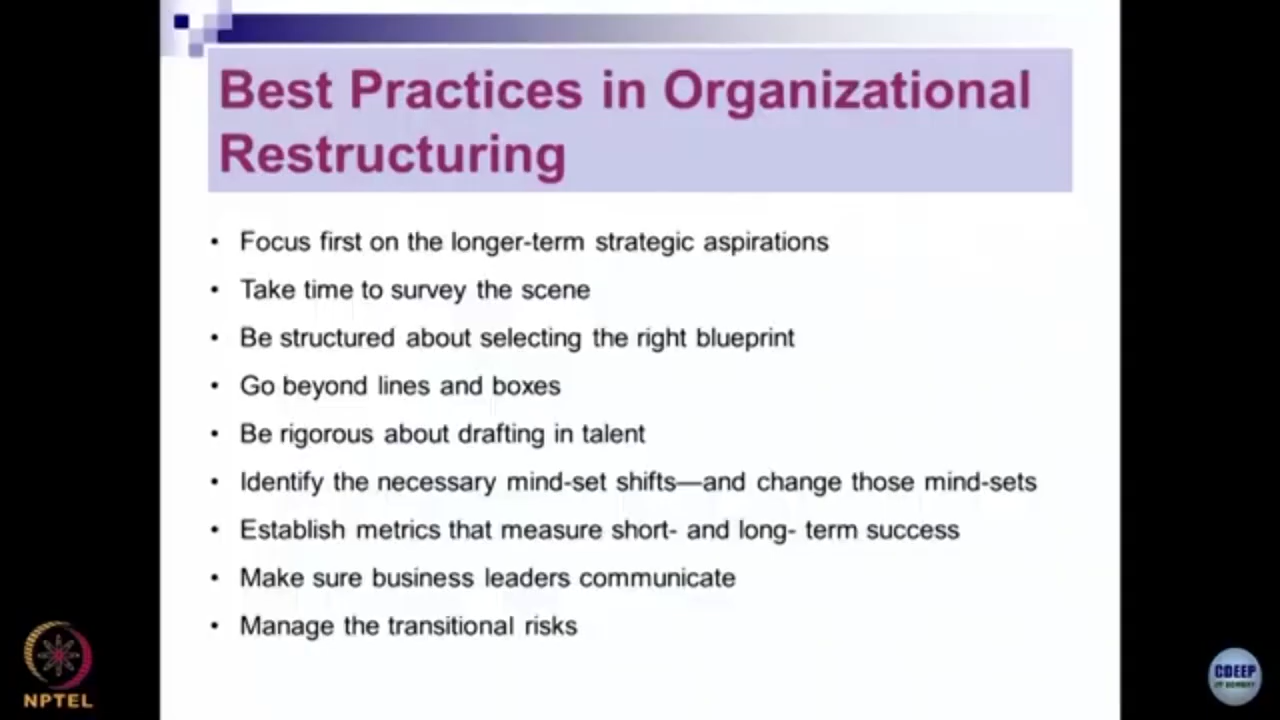 Best Practices in Organizational
Restructuring
• Focus first on the longer-term strategic aspirations
• Take time to survey the scene
• Be structured about selecting the right blueprint
• Go beyond lines and boxes
• Be rigorous about drafting in talent
• Identify the necessary mind-set shifts—and change those mind-sets
• Establish metrics that measure short- and long- term success
• Make sure business leaders communicate
• Manage the transitional risks
NPTEL
CDEEP
IIT BOMBAY